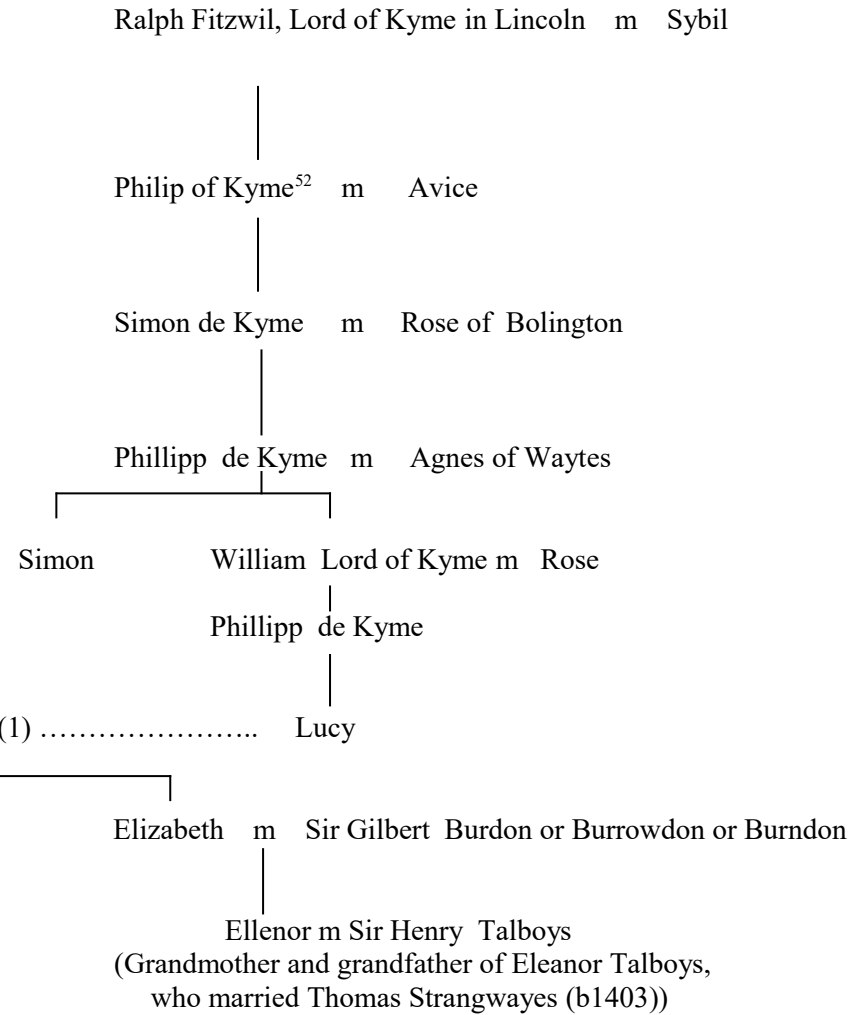 Ralph Fitzwil, Lord of Kyme in Lincoln m Sybil
Philip of Kyme52 m Avice
Simon de Kyme m Rose of Bolington
Phillipp de Kyme m Agnes of Waytes
Simon William Lord of Kyme m Rose
Phillipp de Kyme
(1) ………………….. Lucy
Elizabeth m Sir Gilbert Burdon or Burrowdon or Burndon
Ellenor m Sir Henry Talboys
(Grandmother and grandfather of Eleanor Talboys,
who married Thomas Strangwayes (b1403))